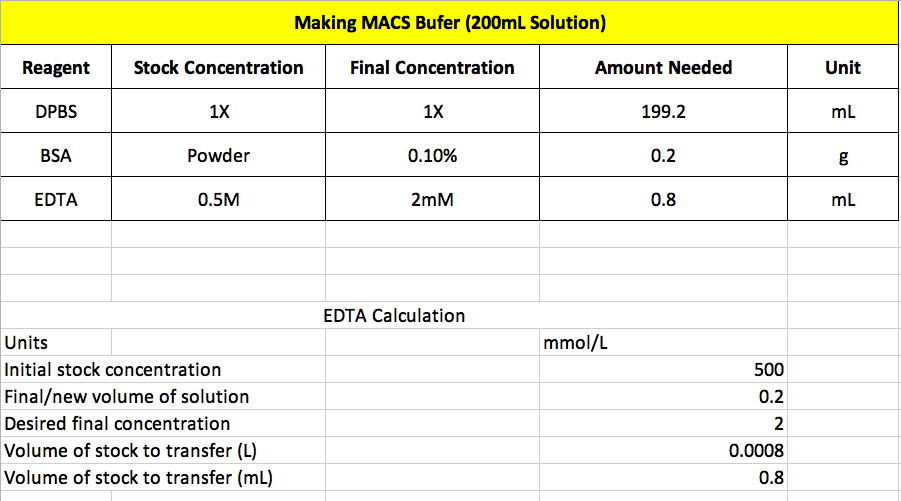 Making MACS Bufer (200mL Solution)
Reagent Stock Concentration Final Concentration Amount Needed Unit
DPBS 1X 1X 199.2 mL
BSA Powder 0.10% 0.2 g
EDTA 0.5M 2mM 0.8 mL
EDTA Calculation
Units mmol/L
Initial stock concentration 500
Final/new volume of solution 0.2
Desired final concentration 2
Volume of stock to transfer (L) 0.0008
Volume of stock to transfer (mL) 0.8